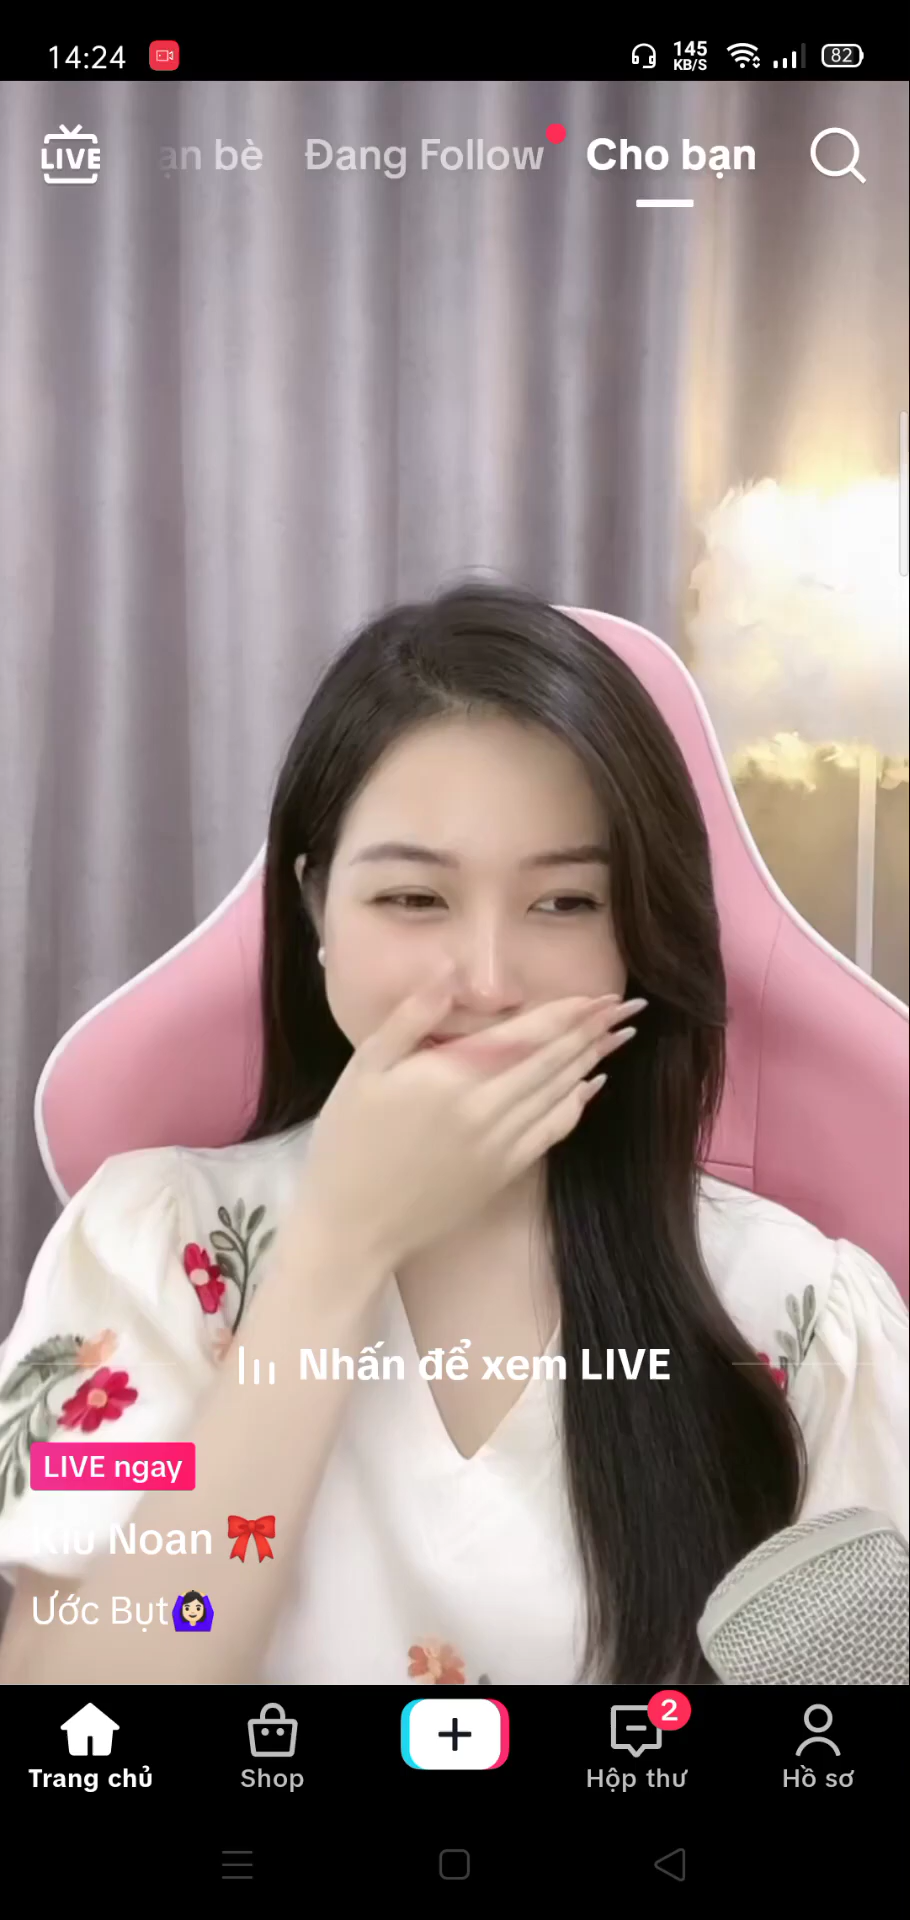 14:24
145
KB/S
82
LIVE
ạn bè
Đang Follow
Cho bạn
Nhấn để xem LIVE
LIVE ngay
Kiu Noan 🎀
Ước Bụt🙆🏻‍♀️
2
Trang chủ
Shop
Hộp thư
Hồ sơ